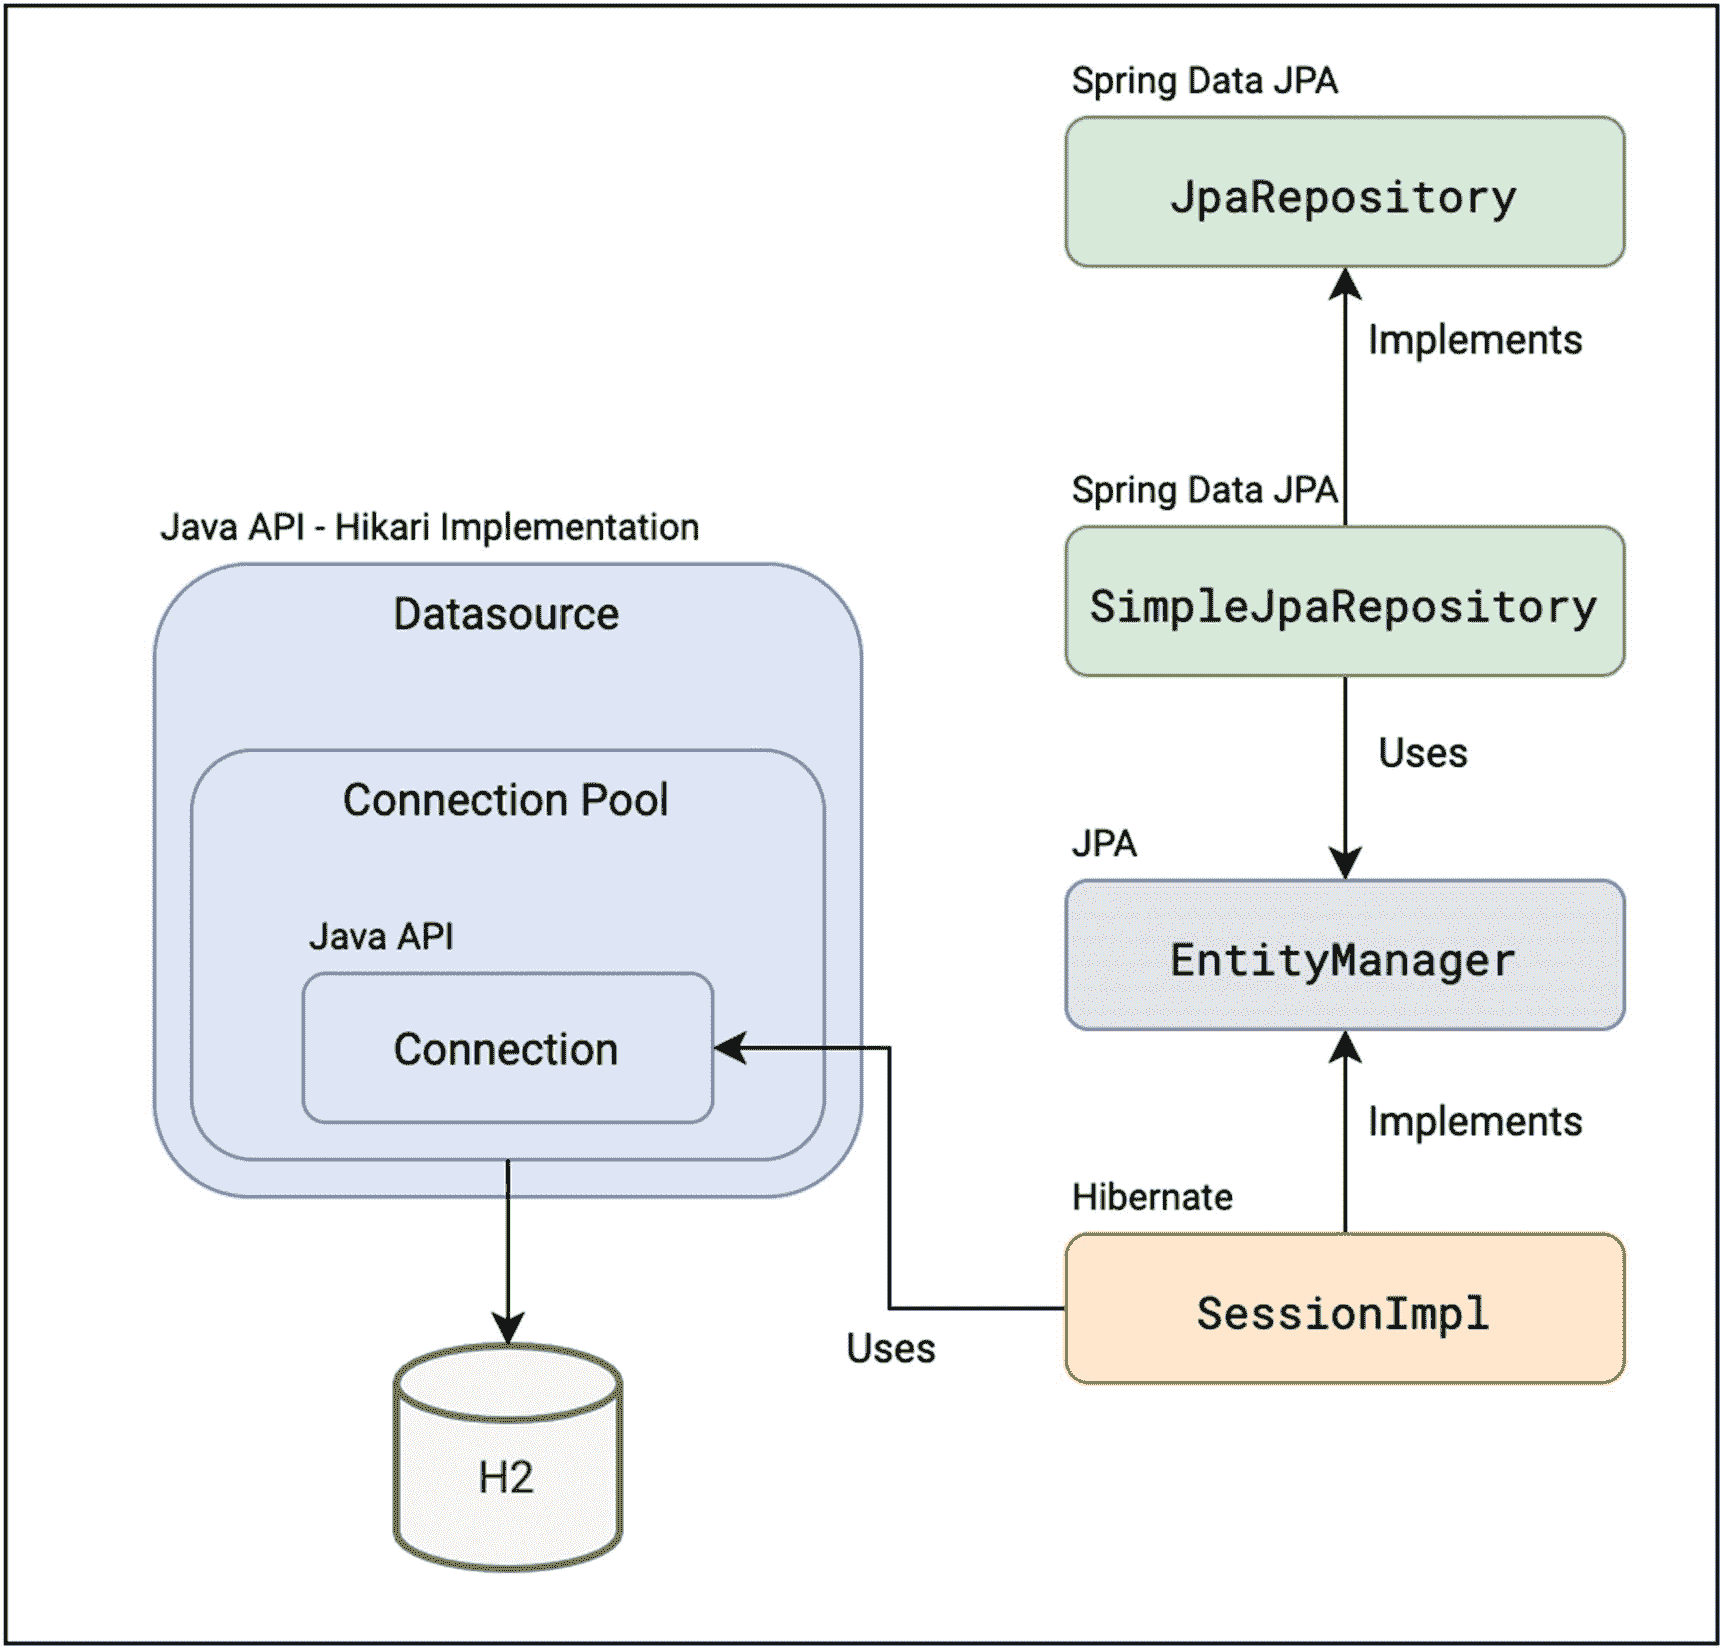 Spring Data JPA
JpaRepository
Implements
Spring Data JPA
SimpleJpaRepository
Uses
JPA
EntityManager
Implements
Hibernate
SessionImpl
Uses
Java API - Hikari Implementation
Datasource
Connection Pool
Java API
Connection
H2